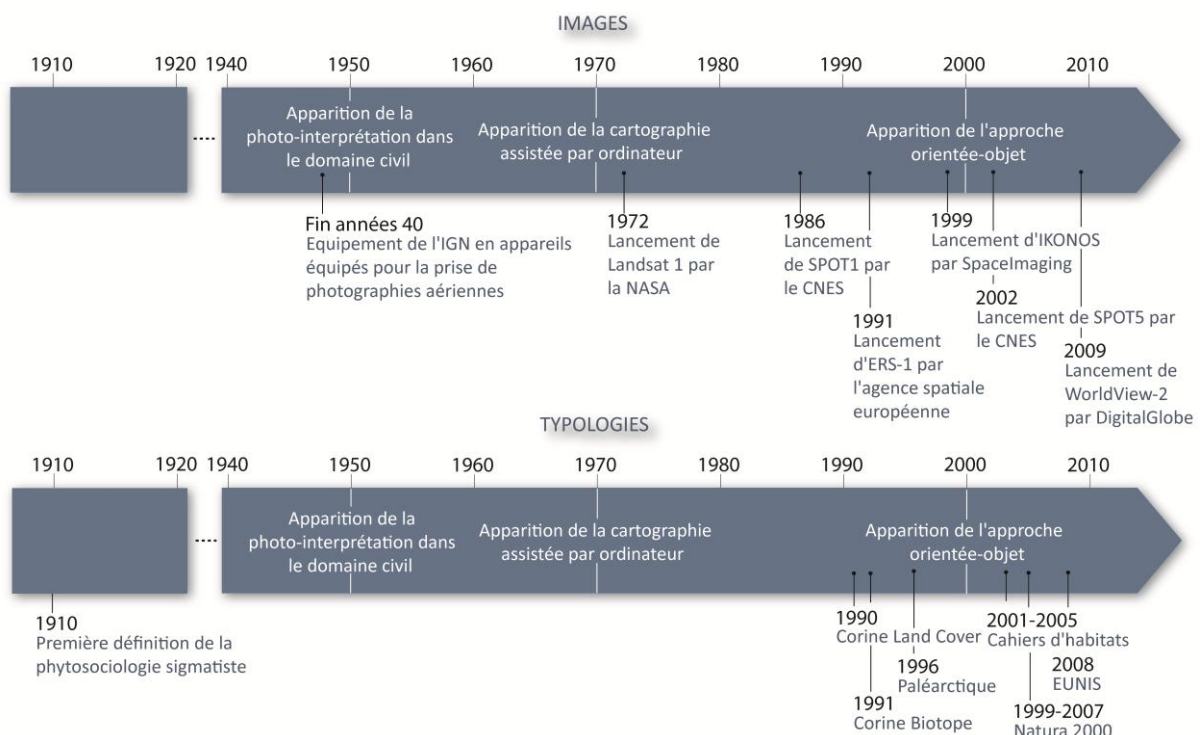 IMAGES
1910 1920 1940 1950 1960 1970 1980 1990 2000 2010
Apparition de la
photo-interprétation dans
le domaine civil
Apparition de la cartographie
assistée par ordinateur
Apparition de l'approche
orientée-objet
Fin années 40
Equipement de l'IGN en appareils
équipés pour la prise de
photographies aériennes
1972
Lancement de
Landsat 1 par
la NASA
1986
Lancement
de SPOT1 par
le CNES
1991
Lancement
d'ERS-1 par
l'agence spatiale
européenne
1999
Lancement d'IKONOS
par SpaceImaging
2002
Lancement de SPOT5 par
le CNES
2009
Lancement de
WorldView-2
par DigitalGlobe
TYPOLOGIES
1910 1920 1940 1950 1960 1970 1980 1990 2000 2010
Apparition de la
photo-interprétation dans
le domaine civil
Apparition de la cartographie
assistée par ordinateur
Apparition de l'approche
orientée-objet
1910
Première définition de la
phytosociologie sigmatiste
1990
Corine Land Cover
1991
Corine Biotope
1996
Paléarctique
2001-2005
Cahiers d'habitats
1999-2007
Natura 2000
2008
EUNIS